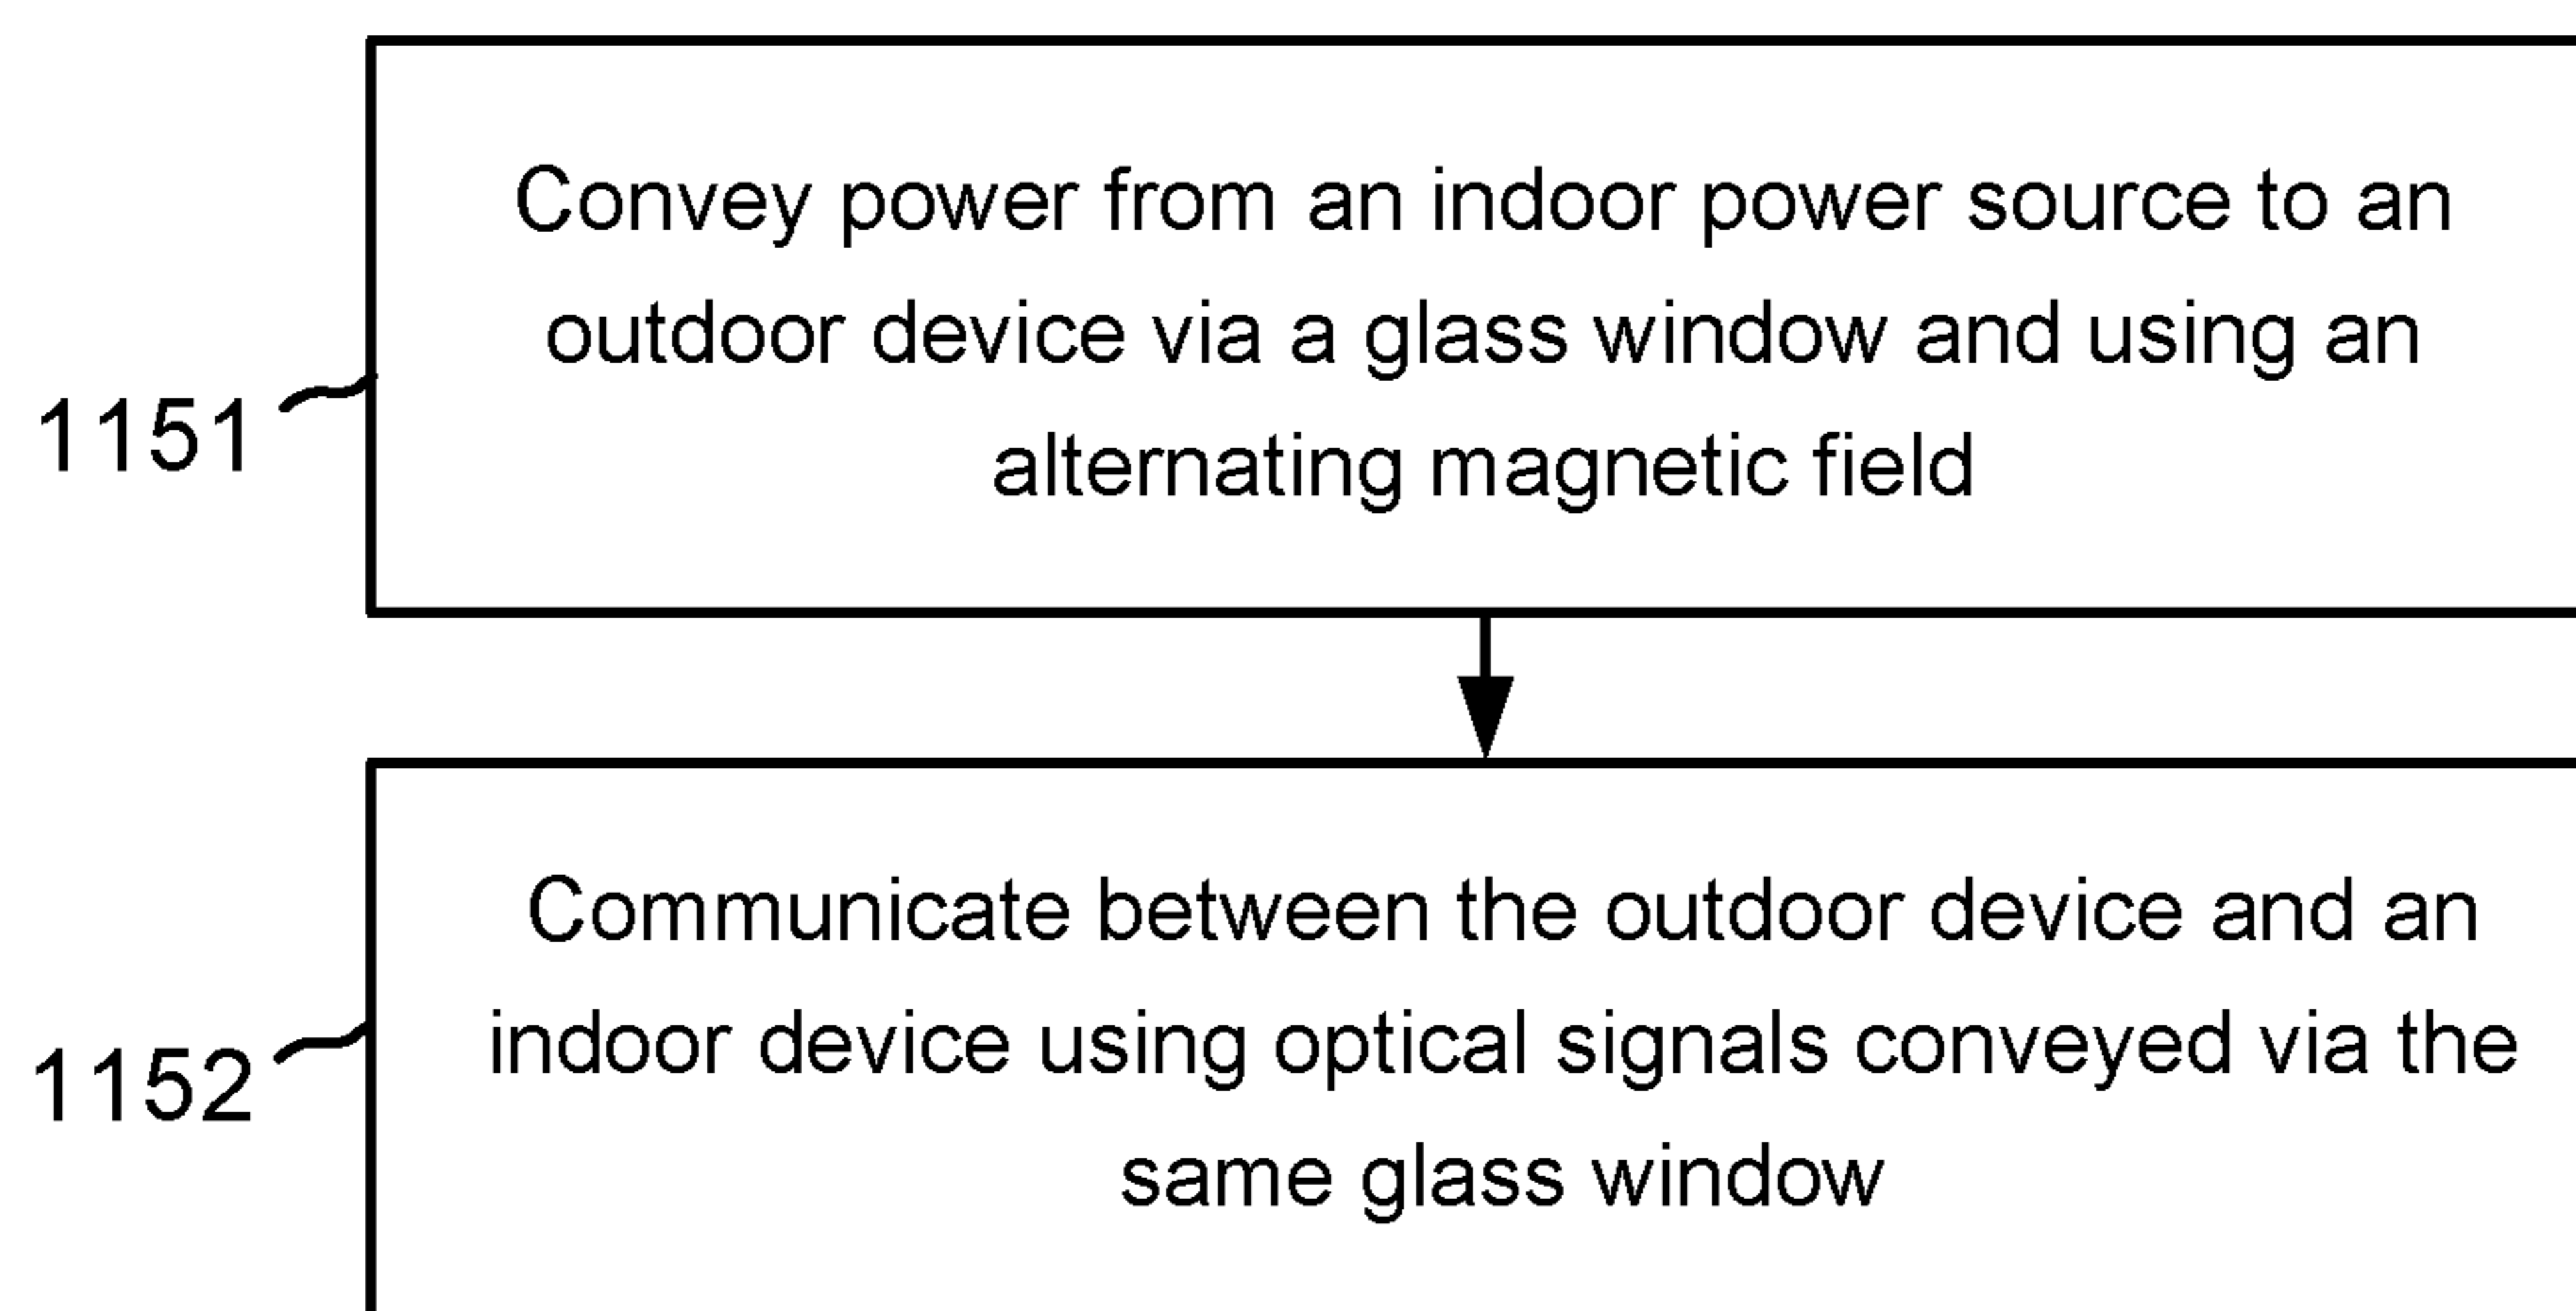 Convey power from an indoor power source to an
outdoor device via a glass window and using an
alternating magnetic field
1151
Communicate between the outdoor device and an
indoor device using optical signals conveyed via the
same glass window
1152